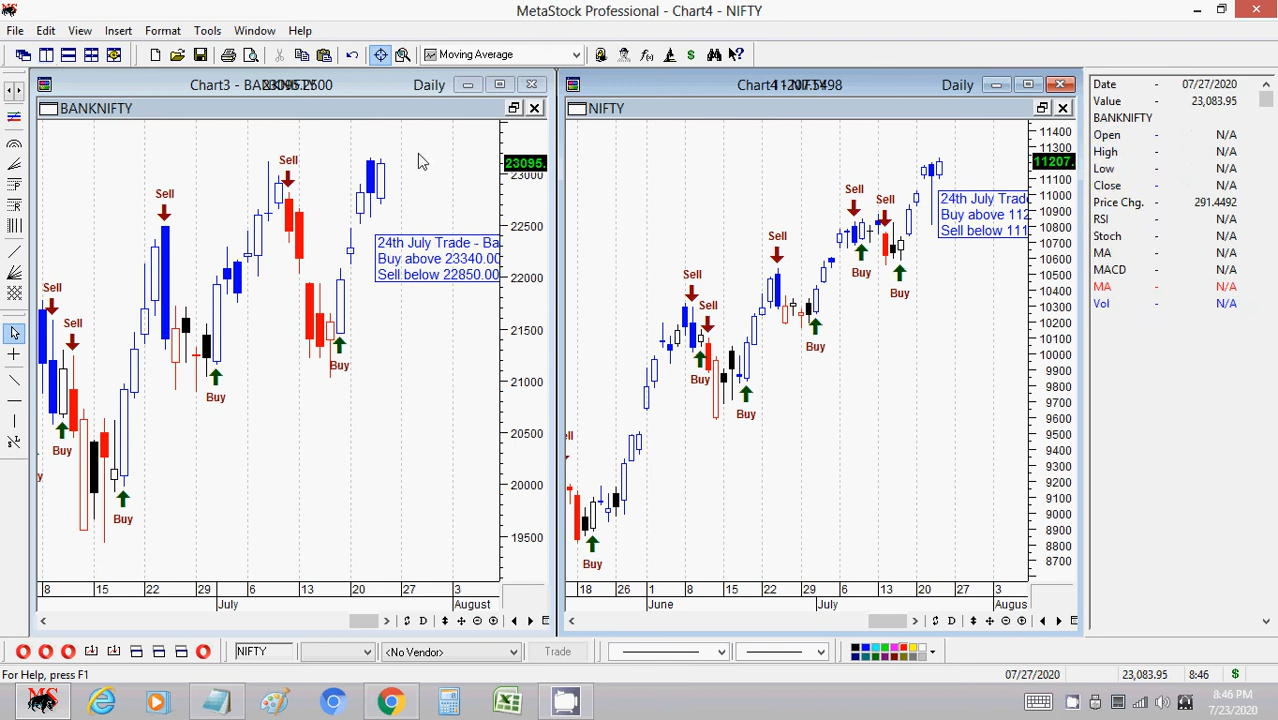 MetaStock Professional - Chart4 - NIFTY
File Edit View Insert Format Tools Window Help
Moving Average
Daily
Daily
BANKNIFTY
NIFTY
23095.
11207.
23000
22500
22000
21500
21000
20500
20000
19500
11400
11300
11100
11000
10900
10800
10700
10600
10500
10400
10300
10200
10100
10000
9900
9800
9700
9600
9500
9400
9300
9200
9100
9000
8900
8800
8700
Sell
Sell
Sell
Sell
Buy
Buy
Buy
Buy
24th July Trade - Ba
Buy above 23340.00
Sell below 22850.00
Sell
Sell
Sell
Sell
Sell
Buy
Buy
Buy
Buy
Buy
Buy
24th July Trad
Buy above 112
Sell below 111
8 15 22 29 6 13 20 27 3
July August
18 26 1 8 15 22 29 6 13 20 27 3
June July Augus
D
D
Date - 07/27/2020
Value - 23,083.95
BANKNIFTY
Open - N/A
High - N/A
Low - N/A
Close - N/A
Price Chg. - 291.4492
RSI - N/A
Stoch - N/A
MACD - N/A
MA - N/A
Vol - N/A
NIFTY
<No Vendor>
Trade
For Help, press F1
07/27/2020 23,083.95 8:46 $
8:46 PM
7/23/2020